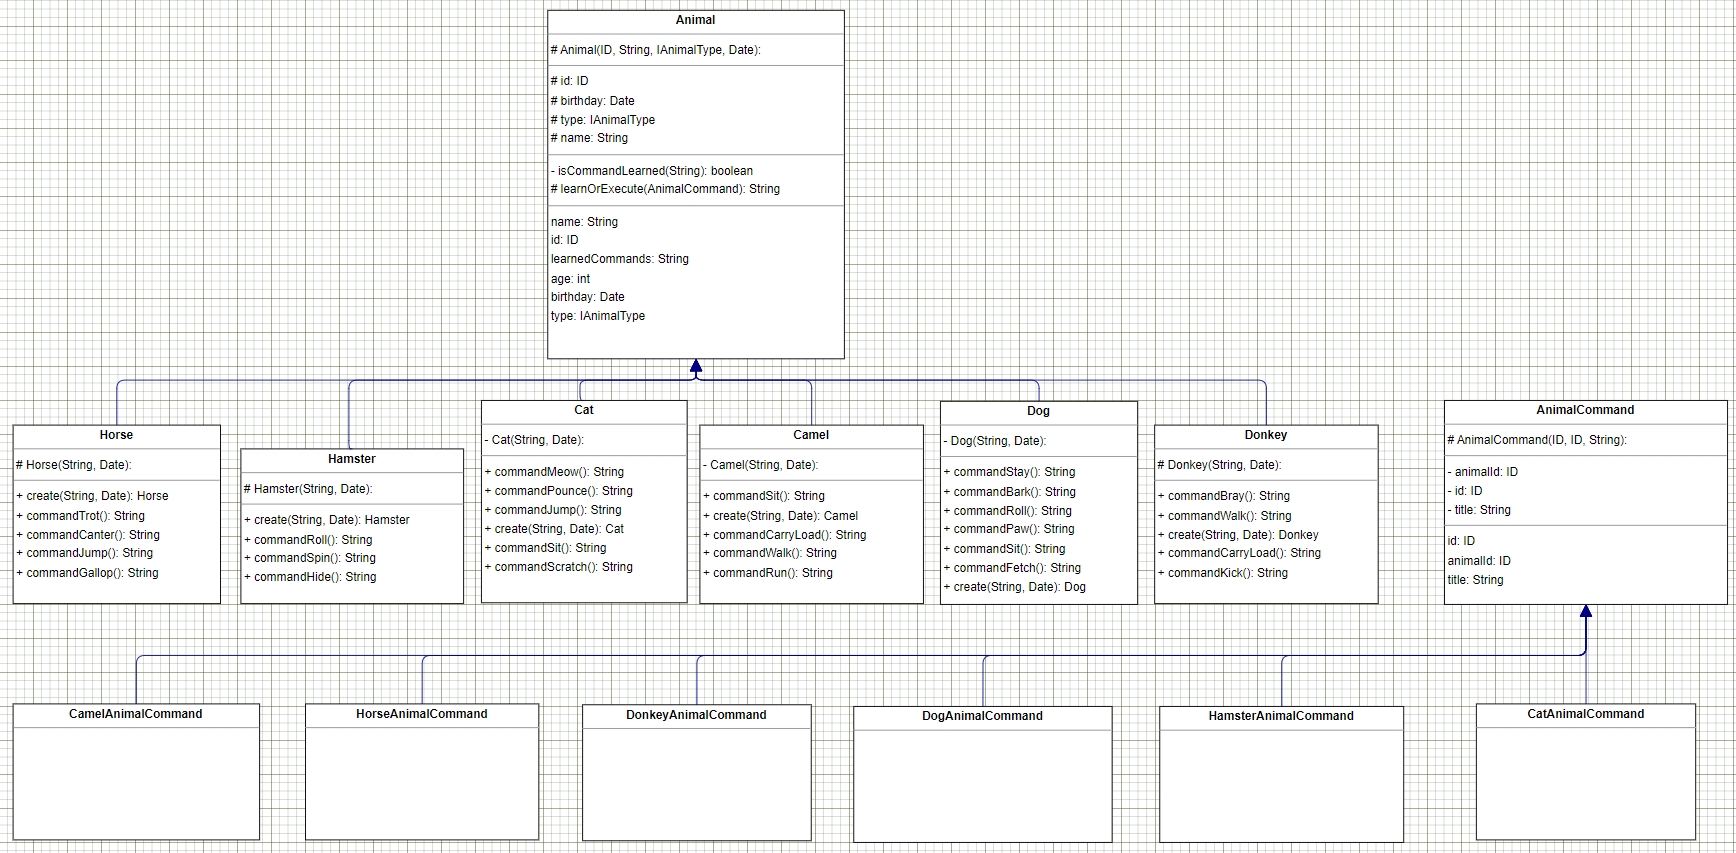 Animal
# Animal(ID, String, IAnimalType, Date):
# id: ID
# birthday: Date
# type: IAnimalType
# name: String
- isCommandLearned(String): boolean
# learnOrExecute(AnimalCommand): String
name: String
id: ID
learnedCommands: String
age: int
birthday: Date
type: IAnimalType
Horse
# Horse(String, Date):
+ create(String, Date): Horse
+ commandTrot(): String
+ commandCanter(): String
+ commandJump(): String
+ commandGallop(): String
Hamster
# Hamster(String, Date):
+ create(String, Date): Hamster
+ commandRoll(): String
+ commandSpin(): String
+ commandHide(): String
Cat
- Cat(String, Date):
+ commandMeow(): String
+ commandPounce(): String
+ commandJump(): String
+ create(String, Date): Cat
+ commandSit(): String
+ commandScratch(): String
Camel
- Camel(String, Date):
+ commandSit(): String
+ create(String, Date): Camel
+ commandCarryLoad(): String
+ commandWalk(): String
+ commandRun(): String
Dog
- Dog(String, Date):
+ commandStay(): String
+ commandBark(): String
+ commandRoll(): String
+ commandPaw(): String
+ commandSit(): String
+ commandFetch(): String
+ create(String, Date): Dog
Donkey
# Donkey(String, Date):
+ commandBray(): String
+ commandWalk(): String
+ create(String, Date): Donkey
+ commandCarryLoad(): String
+ commandKick(): String
AnimalCommand
# AnimalCommand(ID, ID, String):
- animalId: ID
- id: ID
- title: String
id: ID
animalId: ID
title: String
CamelAnimalCommand
HorseAnimalCommand
DonkeyAnimalCommand
DogAnimalCommand
HamsterAnimalCommand
CatAnimalCommand